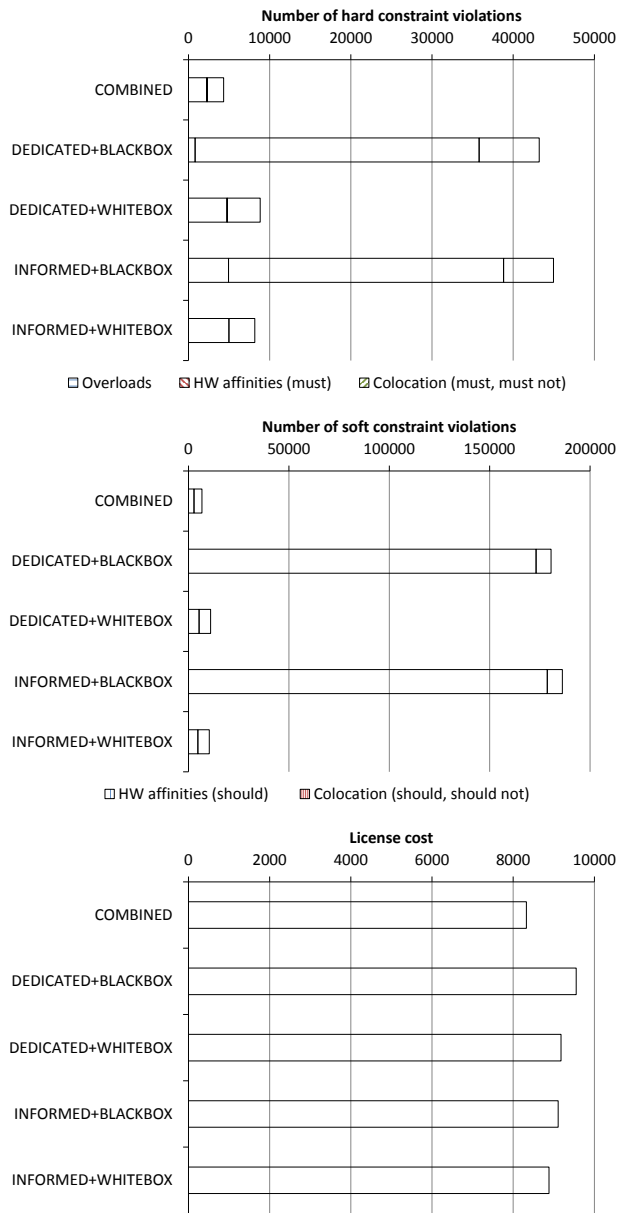 Number of hard constraint violations
0 10000 20000 30000 40000 50000
COMBINED
DEDICATED+BLACKBOX
DEDICATED+WHITEBOX
INFORMED+BLACKBOX
INFORMED+WHITEBOX
Overloads HW affinities (must) Colocation (must, must not)
Number of soft constraint violations
0 50000 100000 150000 200000
COMBINED
DEDICATED+BLACKBOX
DEDICATED+WHITEBOX
INFORMED+BLACKBOX
INFORMED+WHITEBOX
HW affinities (should) Colocation (should, should not)
License cost
0 2000 4000 6000 8000 10000
COMBINED
DEDICATED+BLACKBOX
DEDICATED+WHITEBOX
INFORMED+BLACKBOX
INFORMED+WHITEBOX